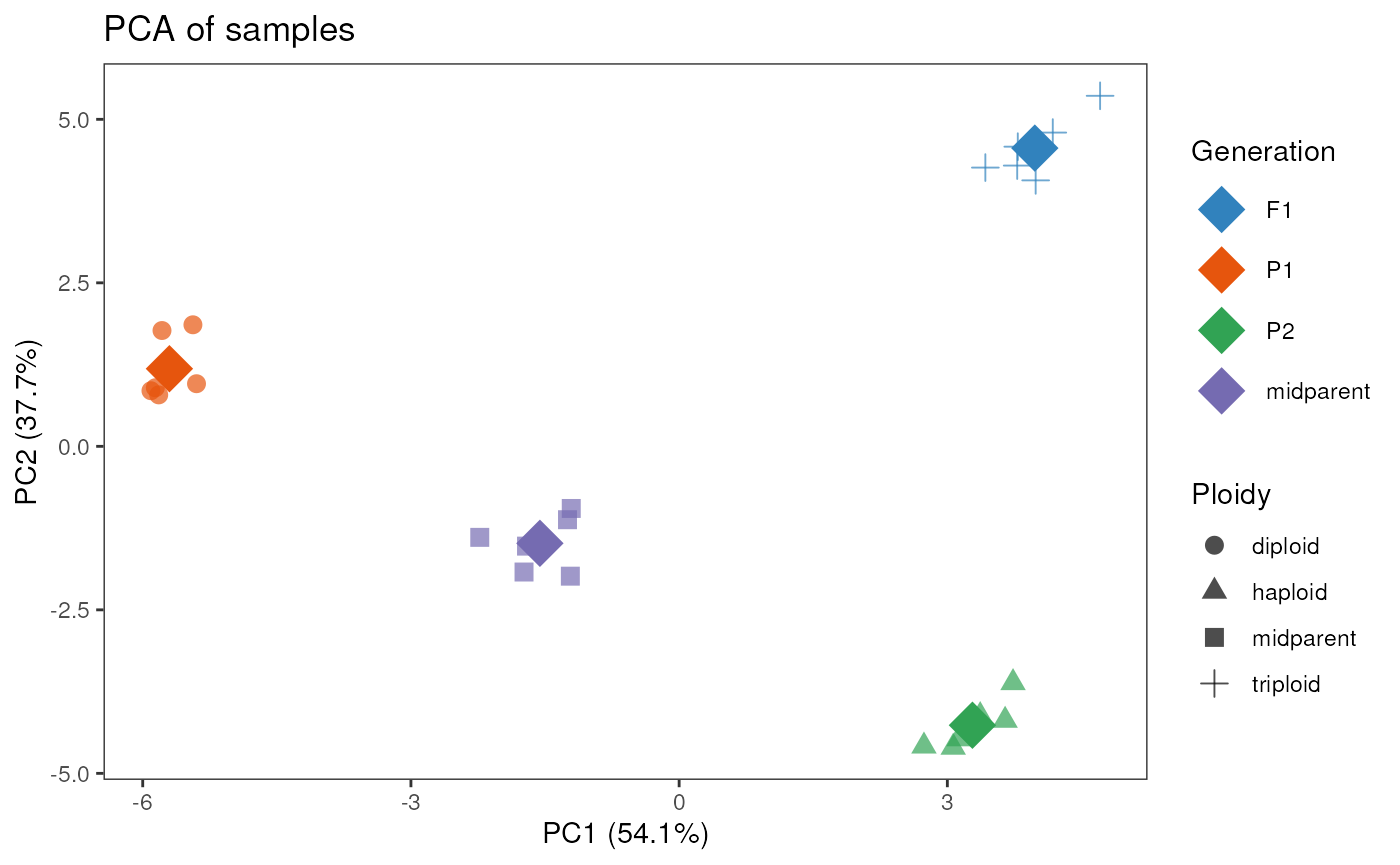 PCA of samples
PC2 (37.7%)
5.0
2.5
0.0
-2.5
-5.0
-6
-3
0
3
PC1 (54.1%)
Generation
F1
P1
P2
midparent
Ploidy
diploid
haploid
midparent
triploid